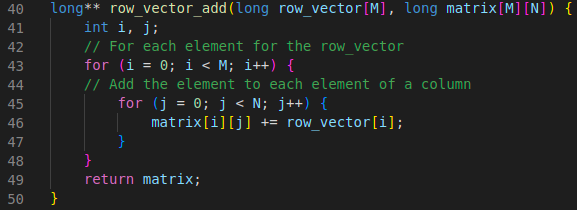 40 long** row_vector_add(long row_vector[M], long matrix[M][N]) {
41     int i, j;
42     // For each element for the row_vector
43     for (i = 0; i < M; i++) {
44     // Add the element to each element of a column
45         for (j = 0; j < N; j++) {
46             matrix[i][j] += row_vector[i];
47         }
48     }
49     return matrix;
50 }